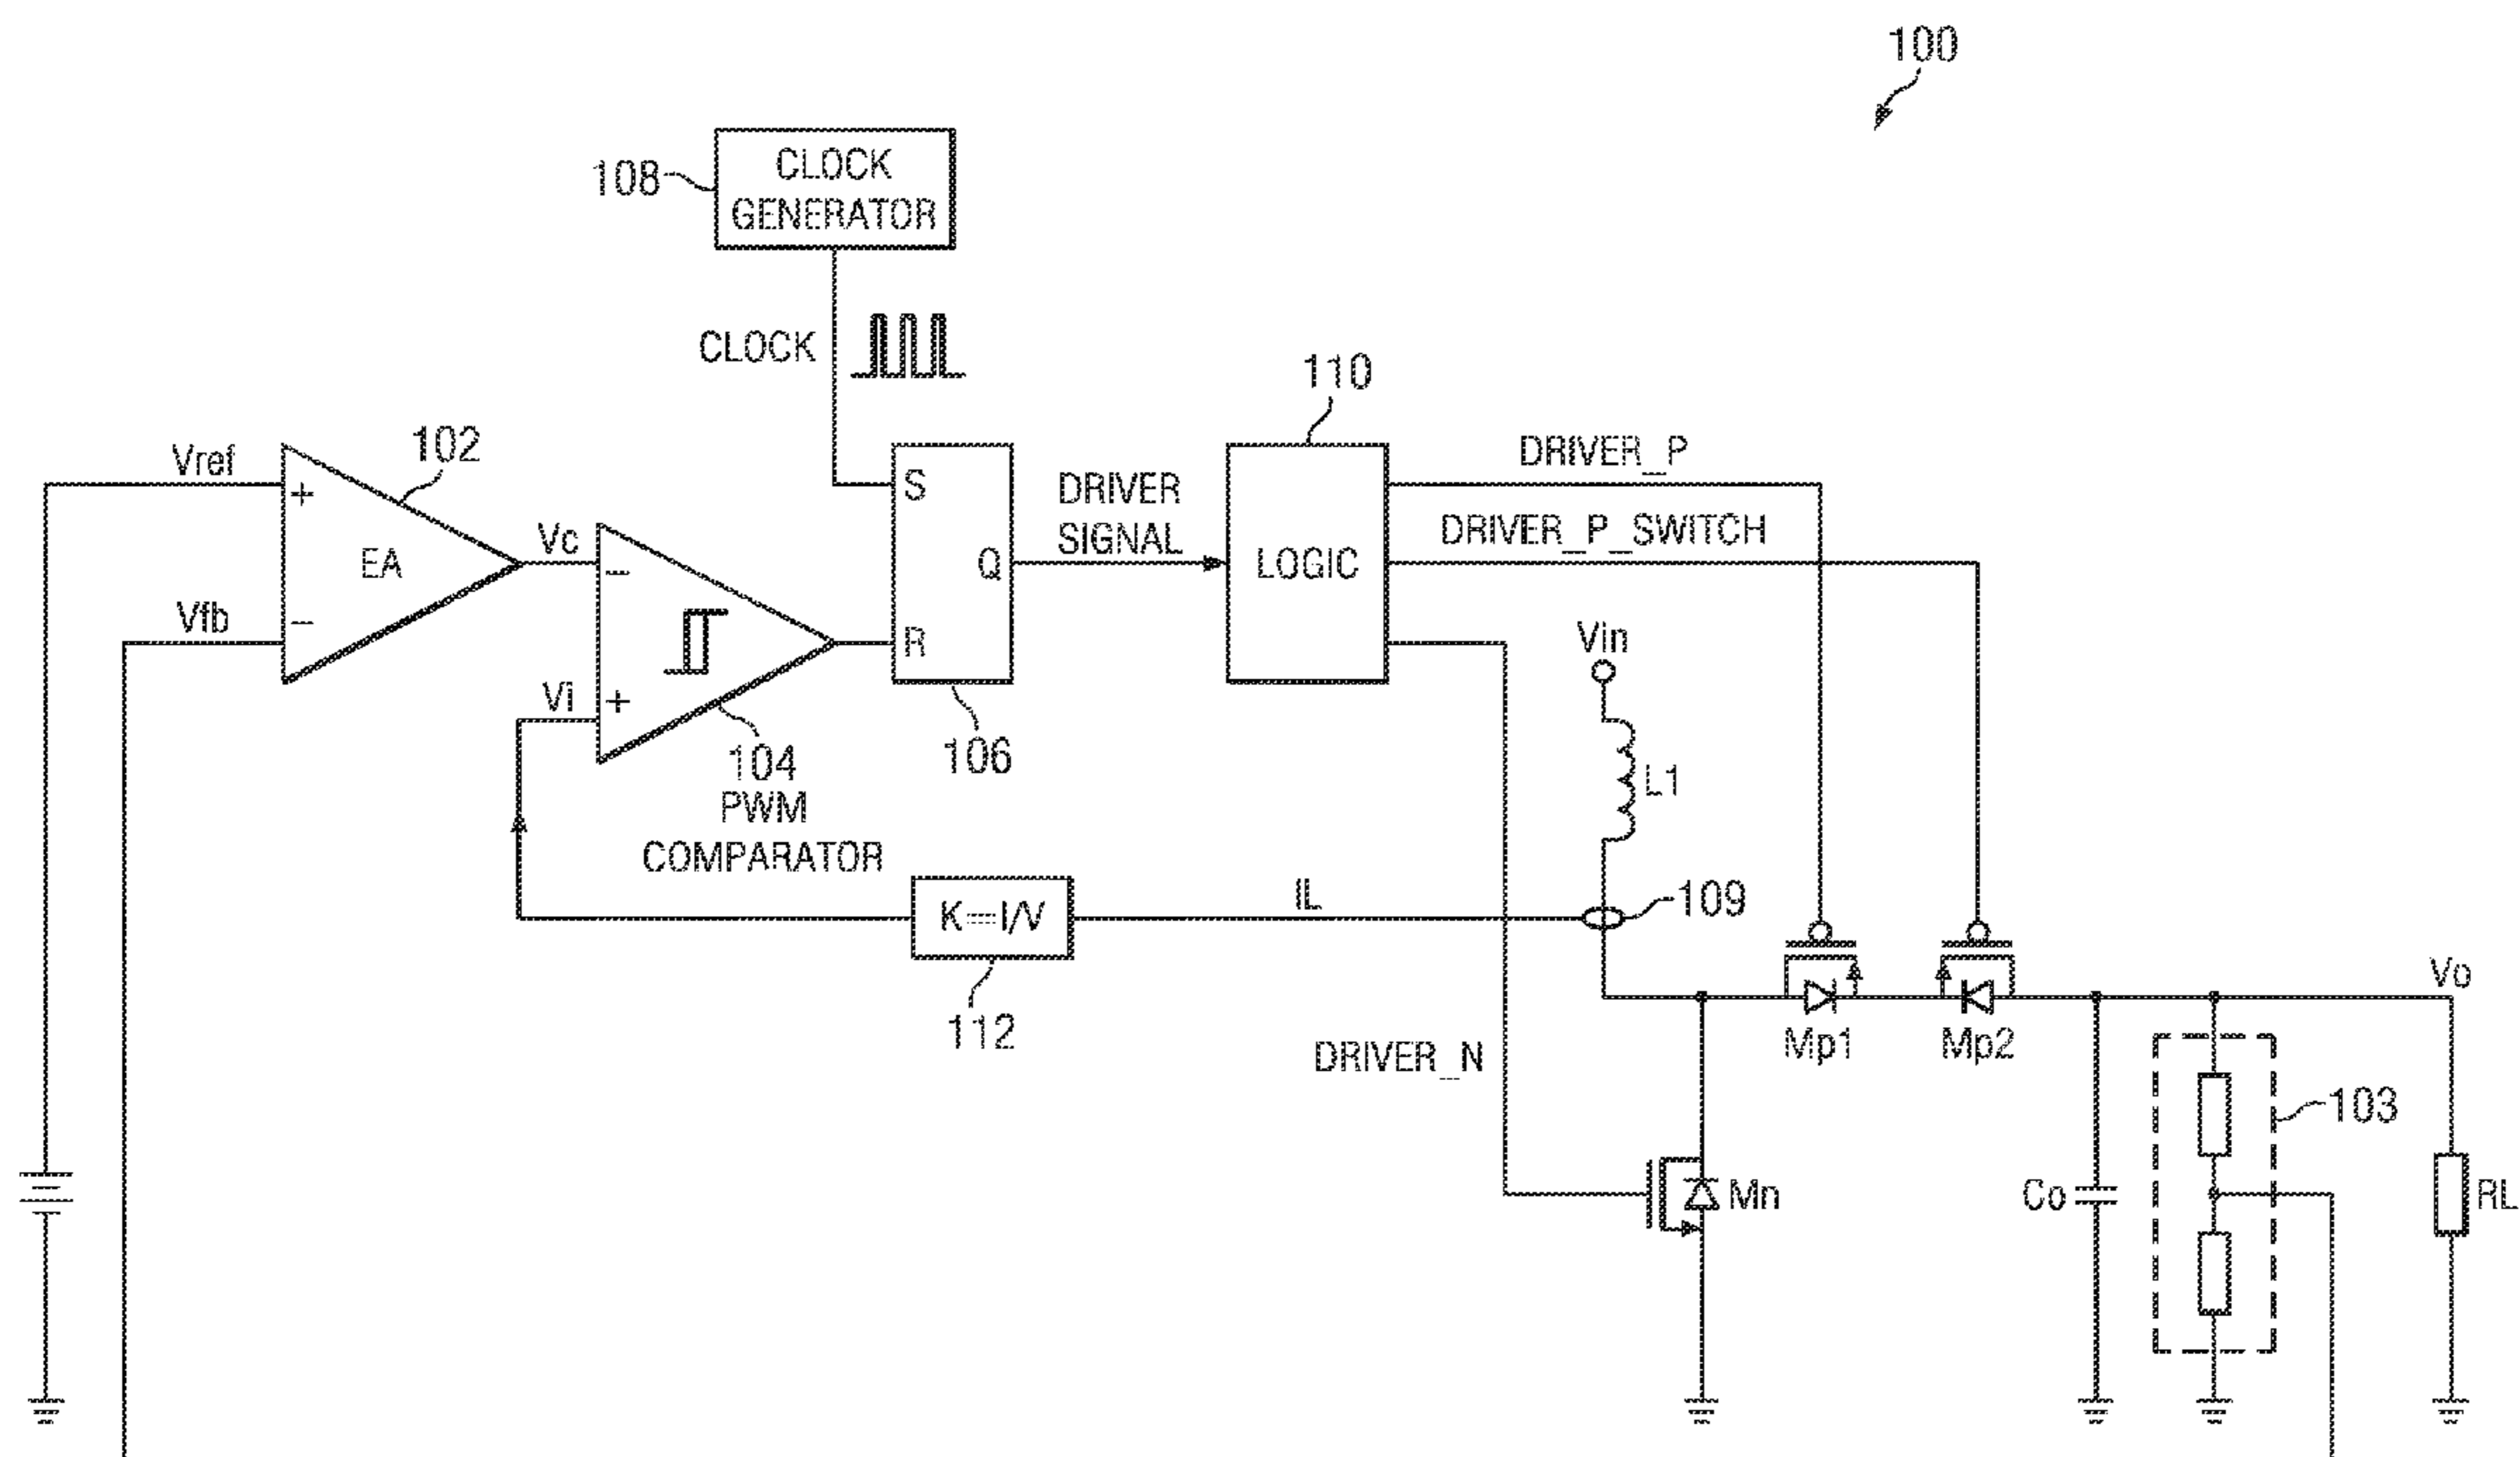 100
108
CLOCK
GENERATOR
CLOCK
110
102
Vref
+
EA
Vfb
−
Vc
−
Vi
+
104
PWM
COMPARATOR
S
Q
R
106
DRIVER
SIGNAL
LOGIC
DRIVER_P
DRIVER_P_SWITCH
Vin
L1
IL
109
K=I/V
112
DRIVER_N
Mp1
Mp2
Vo
103
Mn
Co
RL